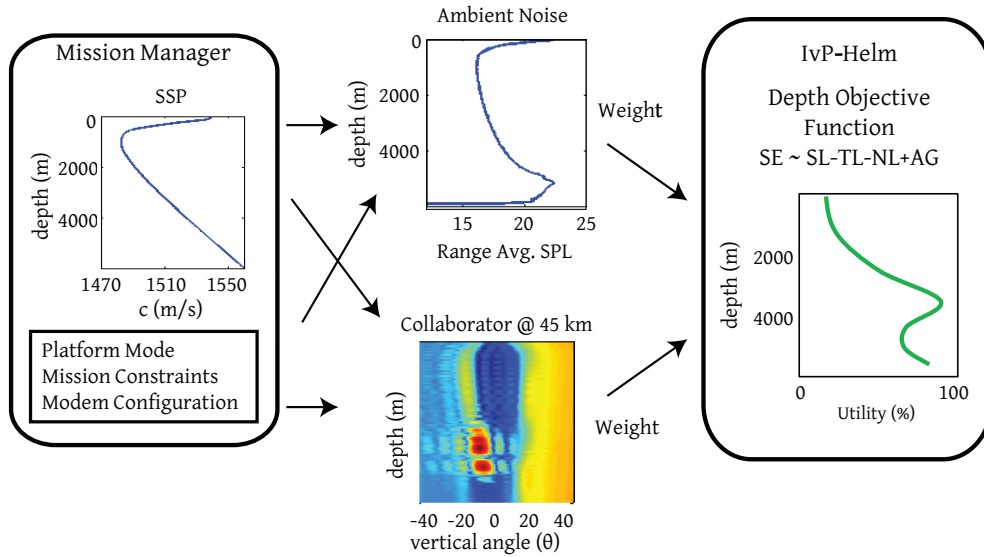 Mission Manager
SSP
0
2000
4000
depth (m)
1470
1510
1550
c (m/s)
Platform Mode
Mission Constraints
Modem Configuration
Ambient Noise
0
2000
4000
depth (m)
15
20
25
Range Avg. SPL
Collaborator @ 45 km
depth (m)
-40
-20
0
20
40
vertical angle (θ)
Weight
Weight
IvP-Helm
Depth Objective
Function
SE ~ SL-TL-NL+AG
2000
4000
depth (m)
0
100
Utility (%)